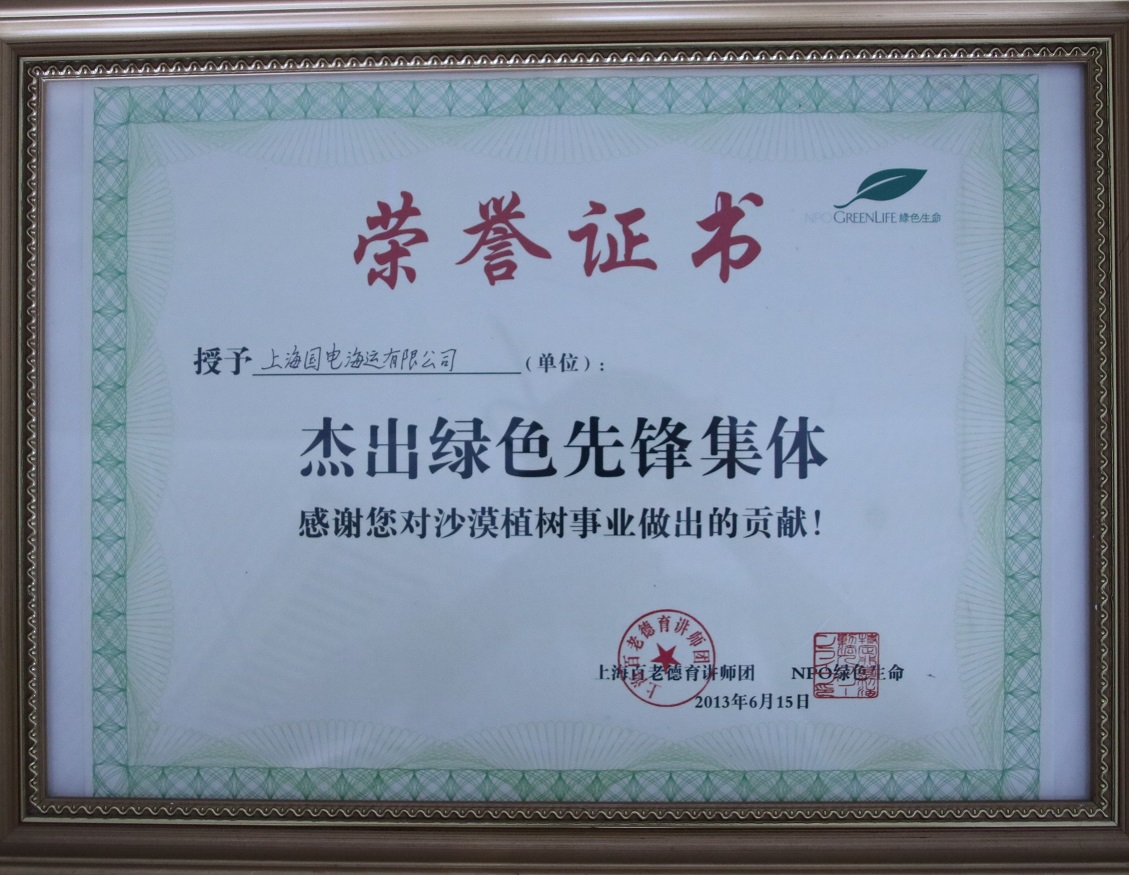 荣誉证书
NPO GREENLIFE 綠色生命
授予 上海国电海运有限公司 (单位)：
杰出绿色先锋集体
感谢您对沙漠植树事业做出的贡献！
上海百老德育讲师团
上海百老德育讲师团 NPO绿色生命
2013年6月15日